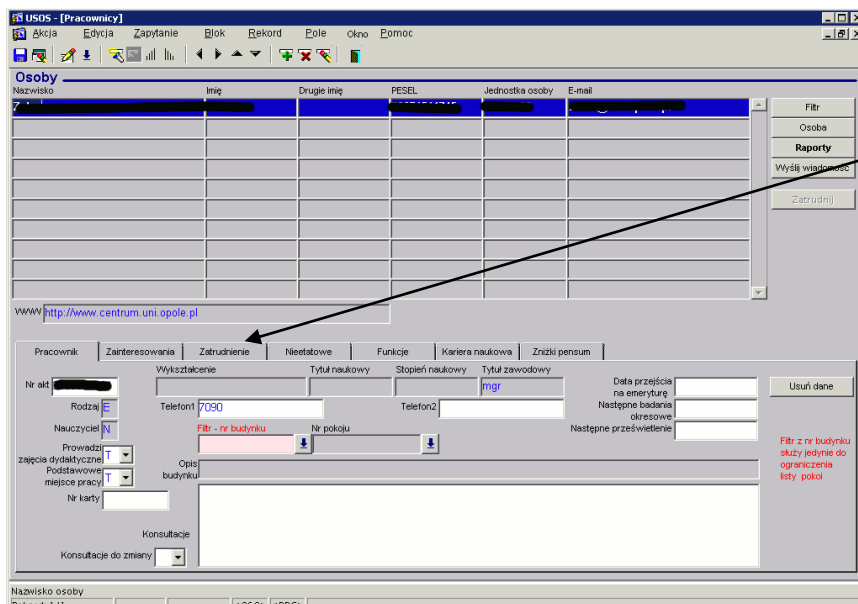 USOS - [Pracownicy]
Akcja Edycja Zapytanie Blok Rekord Pole Okno Pomoc
Osoby
Nazwisko Imię Drugie imię PESEL Jednostka osoby E-mail
Filtr
Osoba
Raporty
Wyślij wiadomość
Zatrudnij
WWW http://www.centrum.uni.opole.pl
Pracownik Zainteresowania Zatrudnienie Nieetatowe Funkcje Kariera naukowa Zniżki pensum
Wykształcenie Tytuł naukowy Stopień naukowy Tytuł zawodowy
Nr akt mgr Data przejścia na emeryturę Usuń dane
Rodzaj E Telefon1 7090 Telefon2 Następne badania okresowe
Nauczyciel N Filtr - nr budynku Nr pokoju Następne prześwietlenie
Prowadzi zajęcia dydaktyczne T
Filtr z nr budynku
służy jedynie do
ograniczenia
listy pokoi
Podstawowe miejsce pracy T Opis budynku
Nr karty
Konsultacje
Konsultacje do zmiany
Nazwisko osoby